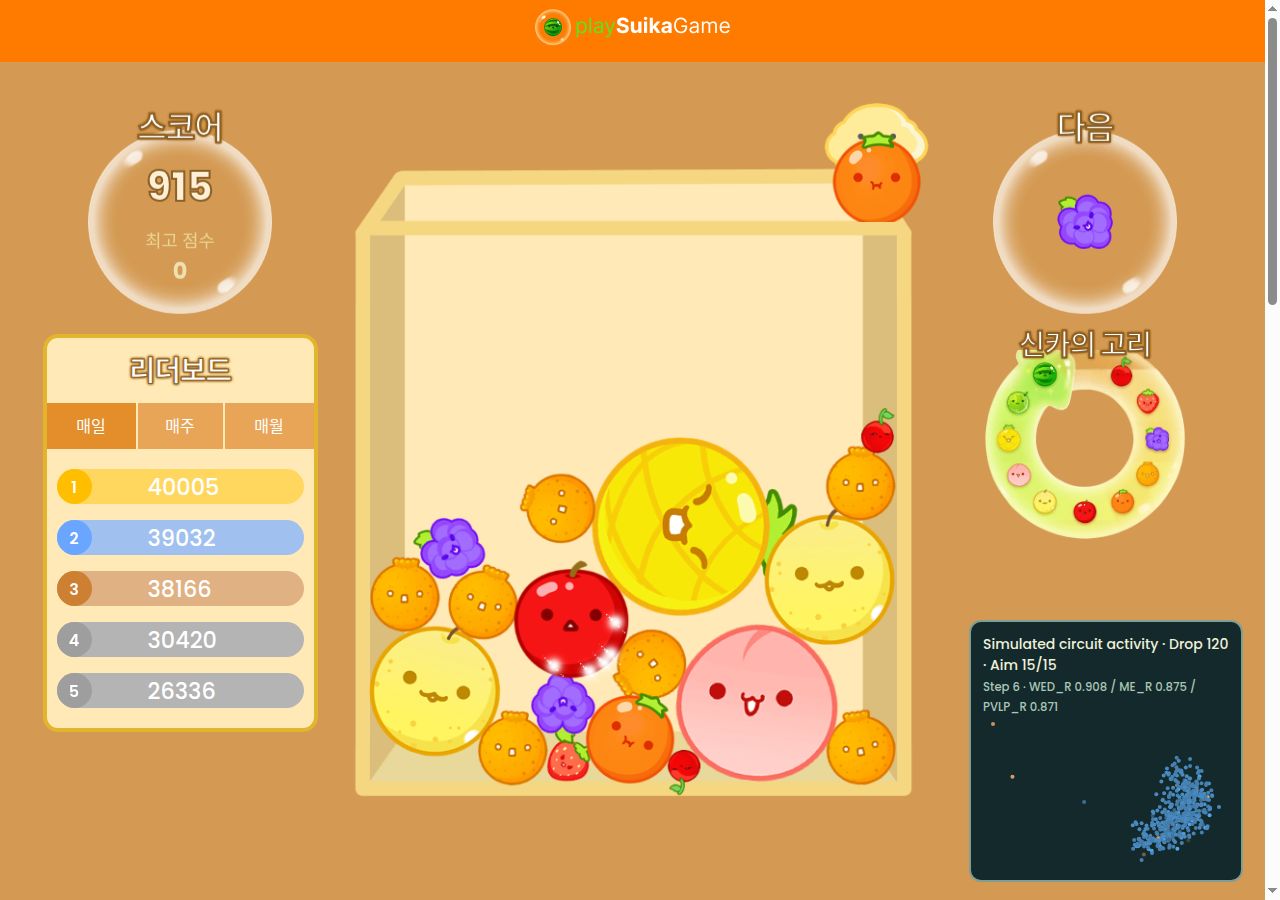 playSuikaGame
스코어
915
최고 점수
0
다음
리더보드
매일 매주 매월
1 40005
2 39032
3 38166
4 30420
5 26336
신카의 고리
Simulated circuit activity · Drop 120
· Aim 15/15
Step 6 · WED_R 0.908 / ME_R 0.875 /
PVLP_R 0.871